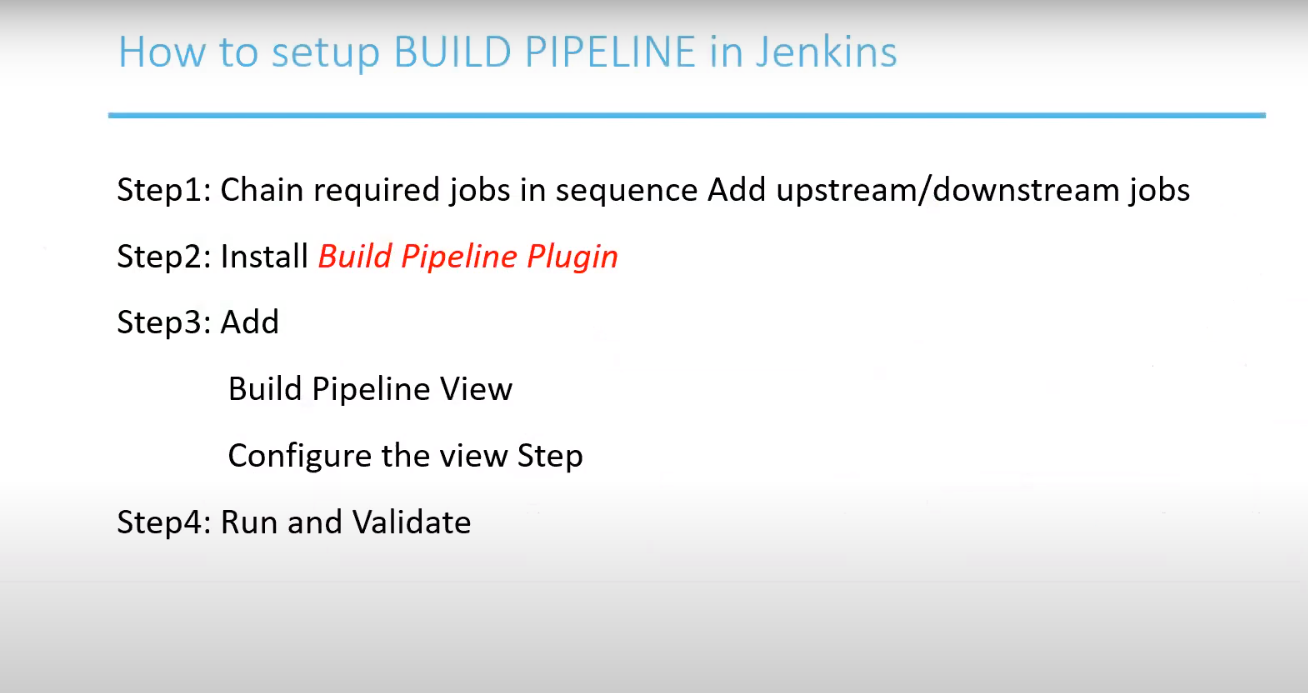 How to setup BUILD PIPELINE in Jenkins
Step1: Chain required jobs in sequence Add upstream/downstream jobs
Step2: Install Build Pipeline Plugin
Step3: Add
Build Pipeline View
Configure the view Step
Step4: Run and Validate